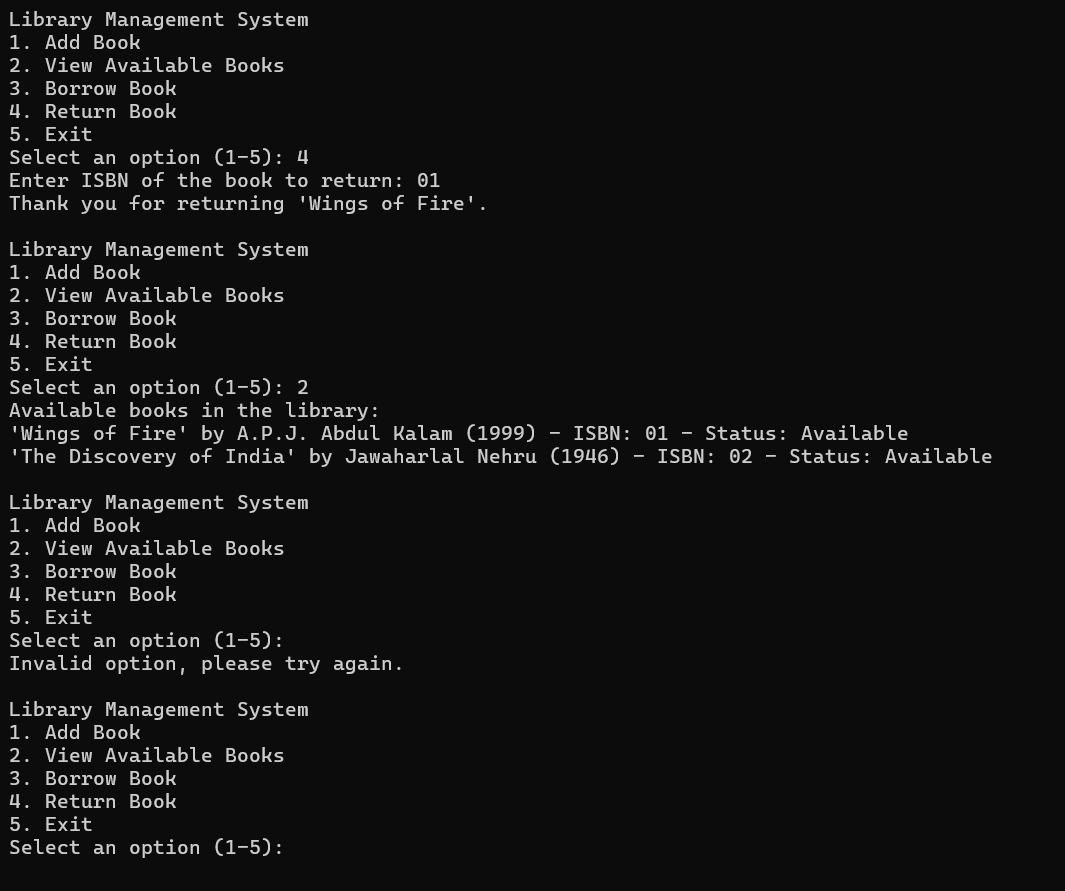 Library Management System
1. Add Book
2. View Available Books
3. Borrow Book
4. Return Book
5. Exit
Select an option (1-5): 4
Enter ISBN of the book to return: 01
Thank you for returning 'Wings of Fire'.

Library Management System
1. Add Book
2. View Available Books
3. Borrow Book
4. Return Book
5. Exit
Select an option (1-5): 2
Available books in the library:
'Wings of Fire' by A.P.J. Abdul Kalam (1999) - ISBN: 01 - Status: Available
'The Discovery of India' by Jawaharlal Nehru (1946) - ISBN: 02 - Status: Available

Library Management System
1. Add Book
2. View Available Books
3. Borrow Book
4. Return Book
5. Exit
Select an option (1-5):
Invalid option, please try again.

Library Management System
1. Add Book
2. View Available Books
3. Borrow Book
4. Return Book
5. Exit
Select an option (1-5):